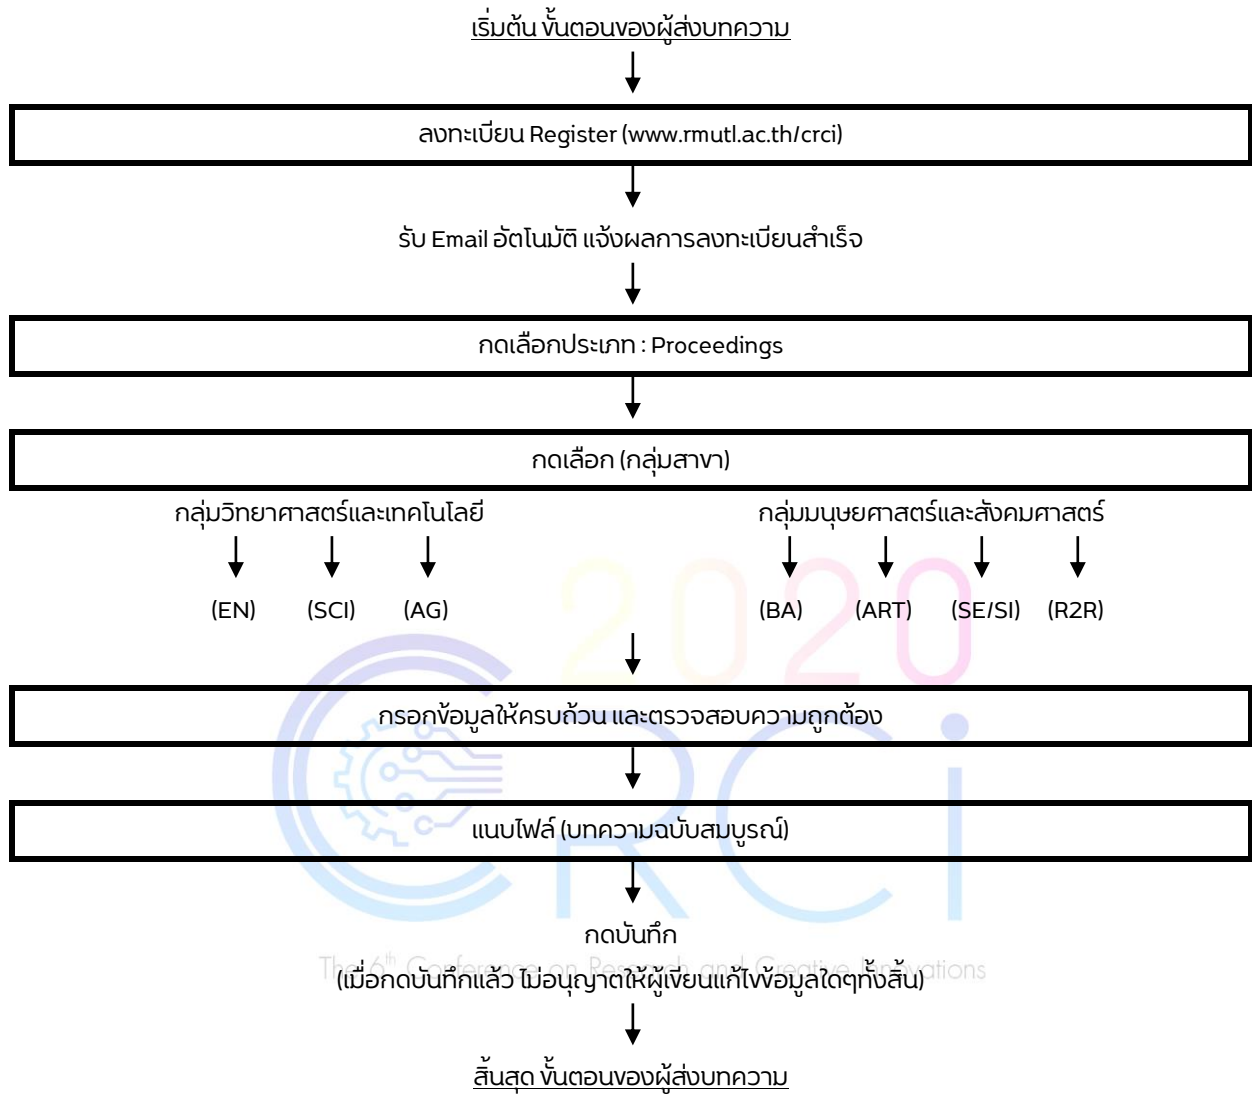 เริ่มต้น ขั้นตอนของผู้ส่งบทความ
ลงทะเบียน Register (www.rmutl.ac.th/crci)
รับ Email อัตโนมัติ แจ้งผลการลงทะเบียนสำเร็จ
กดเลือกประเภท : Proceedings
กดเลือก (กลุ่มสาขา)
กลุ่มวิทยาศาสตร์และเทคโนโลยี กลุ่มมนุษยศาสตร์และสังคมศาสตร์
(EN) (SCI) (AG) (BA) (ART) (SE/SI) (R2R)
2020
กรอกข้อมูลให้ครบถ้วน และตรวจสอบความถูกต้อง
CRCi
แนบไฟล์ (บทความฉบับสมบูรณ์)
กดบันทึก
The 6th Conference on Research and Creative Innovations
(เมื่อกดบันทึกแล้ว ไม่อนุญาตให้ผู้เขียนแก้ไขข้อมูลใดๆทั้งสิ้น)
สิ้นสุด ขั้นตอนของผู้ส่งบทความ